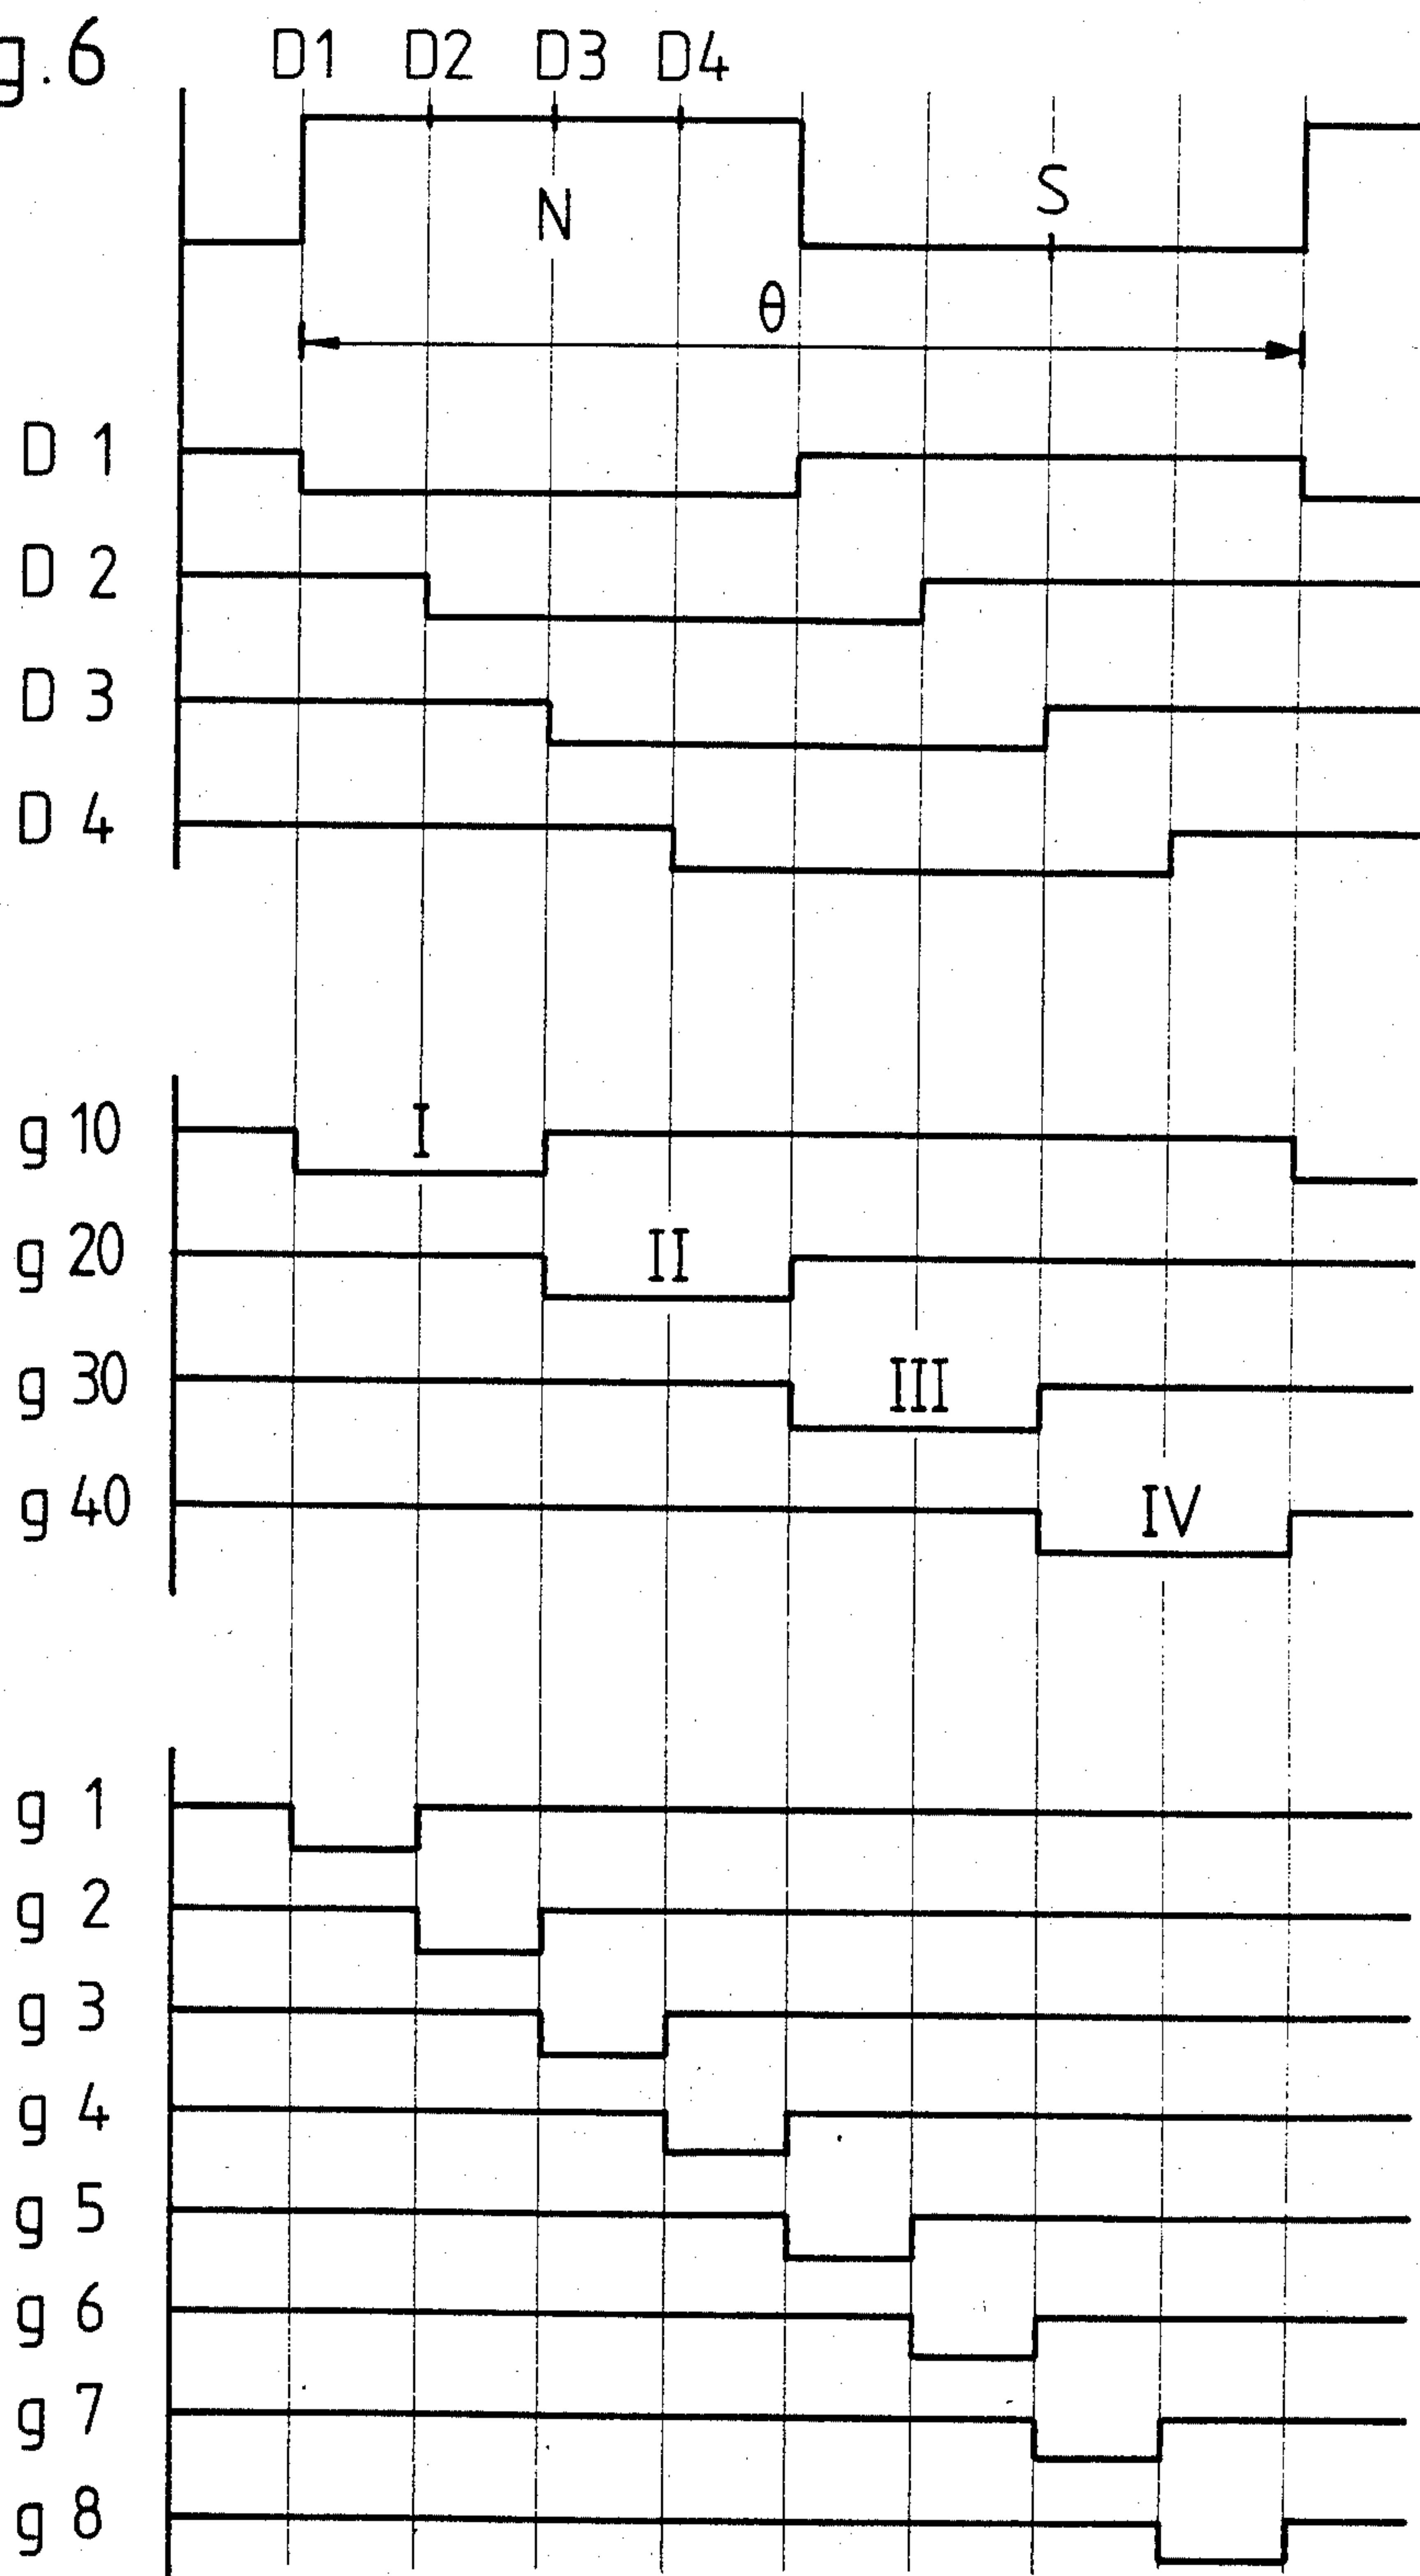 g.6 D1 D2 D3 D4
S
N
θ
D 1
D 2
D 3
D 4
g 10 I
g 20 II
g 30 III
g 40 IV
g 1
g 2
g 3
g 4
g 5
g 6
g 7
g 8